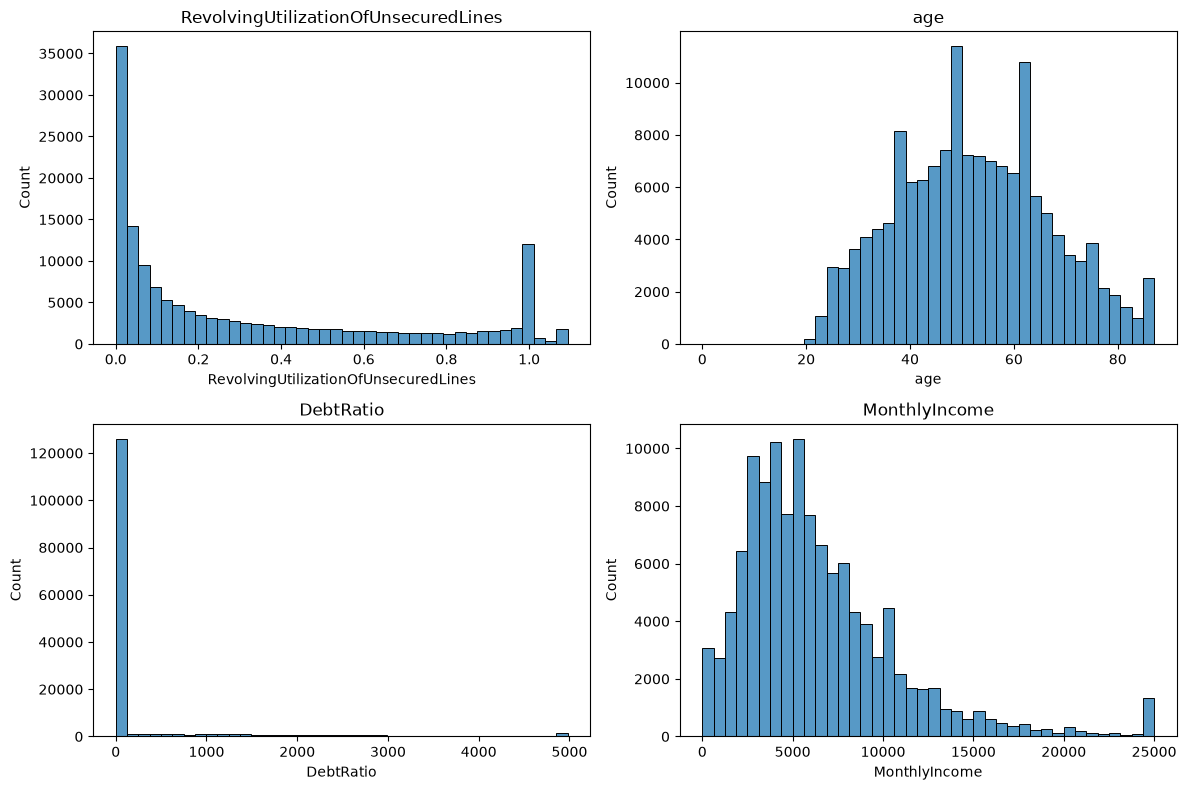 RevolvingUtilizationOfUnsecuredLines
Count
35000
30000
25000
20000
15000
10000
5000
0
0.0 0.2 0.4 0.6 0.8 1.0
RevolvingUtilizationOfUnsecuredLines
age
Count
10000
8000
6000
4000
2000
0
0 20 40 60 80
age
DebtRatio
Count
120000
100000
80000
60000
40000
20000
0
0 1000 2000 3000 4000 5000
DebtRatio
MonthlyIncome
Count
10000
8000
6000
4000
2000
0
0 5000 10000 15000 20000 25000
MonthlyIncome